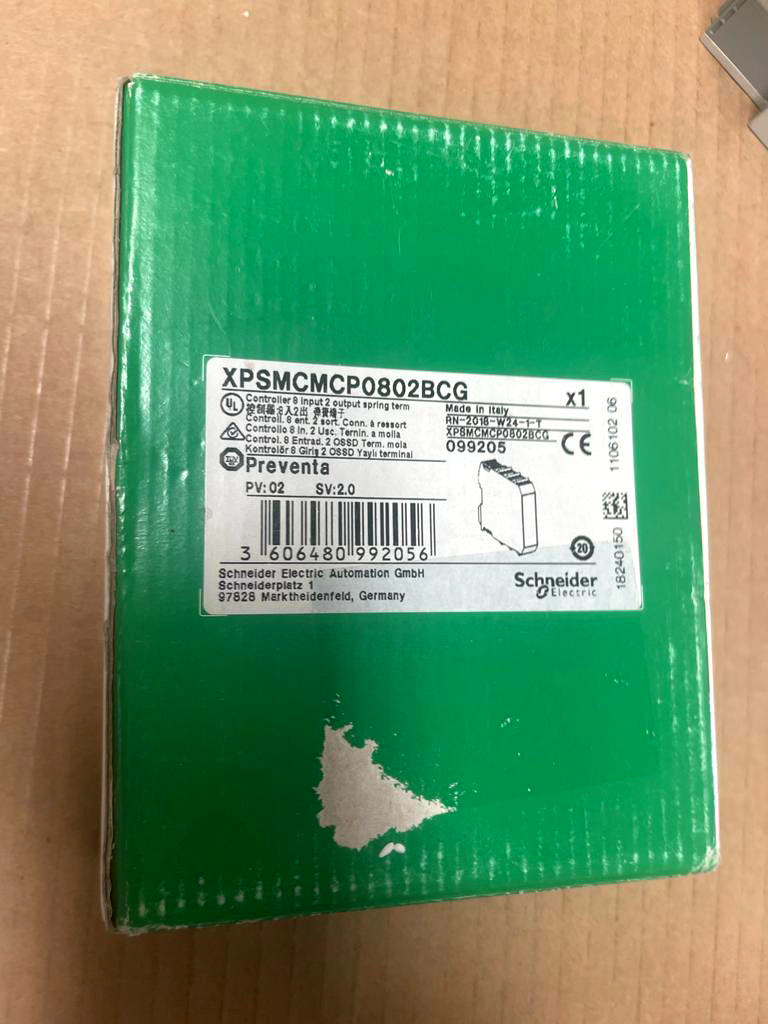 XPSMCMCP0802BCG
x1
UL
Controller 8 input 2 output spring term
控制器:8入2出 弹簧端子
Control. 8 ent. 2 sort. Conn. à ressort
Controllo 8 in. 2 Usc. Termin. a molla
Control. 8 Entrad. 2 OSSD Term. mola
Kontrolör 8 Giriş 2 OSSD Yaylı terminal
Preventa
PV: 02 SV:2.0
Made in Italy
RN-2018-W24-1-T
XPSMCMCP0802BCG
099205
CE
3 606480 992056
20
Schneider Electric Automation GmbH
Schneiderplatz 1
97828 Marktheidenfeld, Germany
Schneider
Electric
18240150
1106102 06